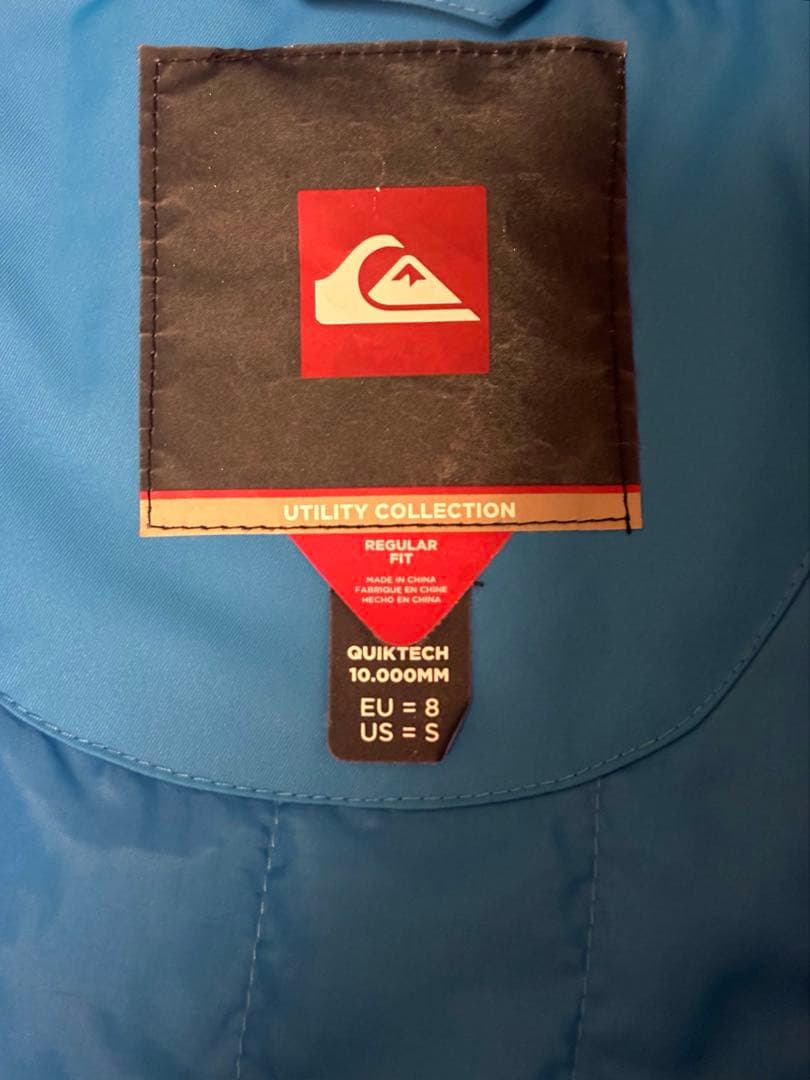 UTILITY COLLECTION
REGULAR
FIT
MADE IN CHINA
FABRIQUE EN CHINE
HECHO EN CHINA
QUIKTECH
10.000MM
EU = 8
US = S